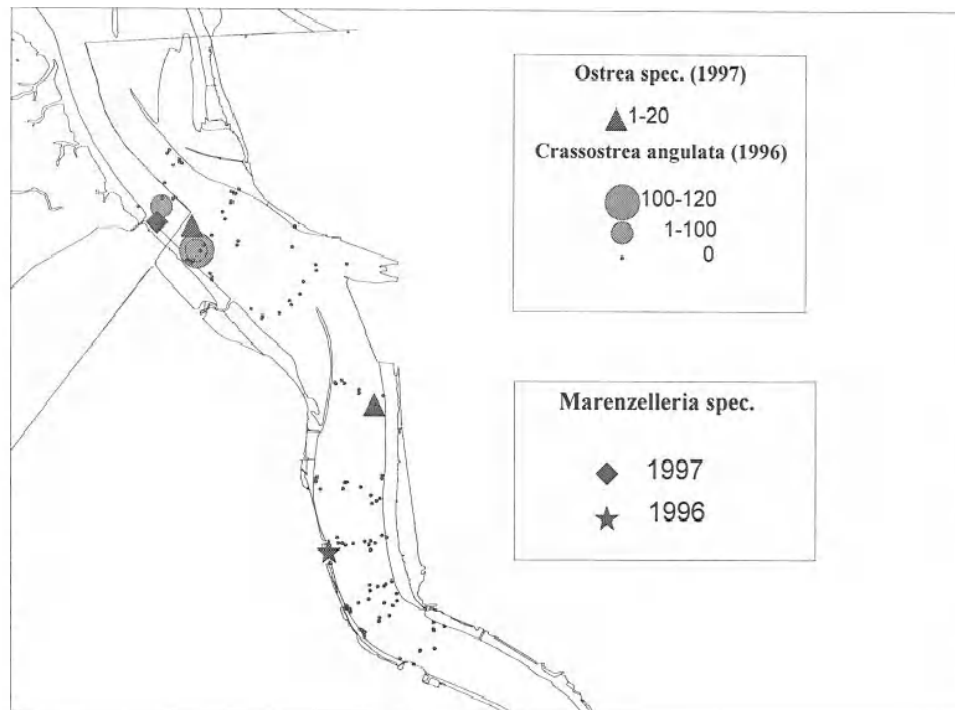 Ostrea spec. (1997)
1-20
Crassostrea angulata (1996)
100-120
1-100
0
Marenzelleria spec.
1997
1996